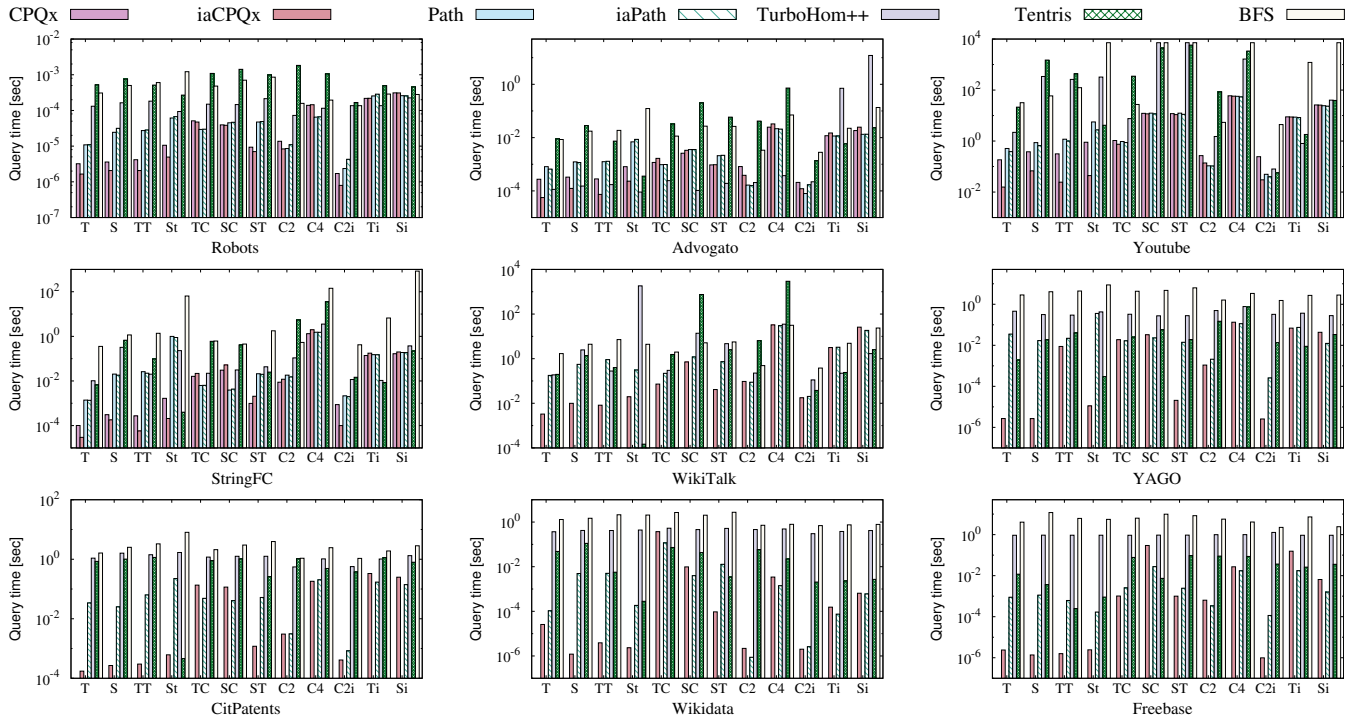 CPQx iaCPQx Path iaPath TurboHom++ Tentris BFS
Query time [sec]
10^-2
10^-3
10^-4
10^-5
10^-6
10^-7
T S TT St TC SC ST C2 C4 C2i Ti Si
Robots
Query time [sec]
10^0
10^-2
10^-4
T S TT St TC SC ST C2 C4 C2i Ti Si
Advogato
Query time [sec]
10^4
10^2
10^0
10^-2
T S TT St TC SC ST C2 C4 C2i Ti Si
Youtube
Query time [sec]
10^2
10^0
10^-2
10^-4
T S TT St TC SC ST C2 C4 C2i Ti Si
StringFC
Query time [sec]
10^4
10^2
10^0
10^-2
10^-4
T S TT St TC SC ST C2 C4 C2i Ti Si
WikiTalk
Query time [sec]
10^0
10^-2
10^-4
10^-6
T S TT St TC SC ST C2 C4 C2i Ti Si
YAGO
Query time [sec]
10^2
10^0
10^-2
10^-4
T S TT St TC SC ST C2 C4 C2i Ti Si
CitPatents
Query time [sec]
10^0
10^-2
10^-4
10^-6
T S TT St TC SC ST C2 C4 C2i Ti Si
Wikidata
Query time [sec]
10^0
10^-2
10^-4
10^-6
T S TT St TC SC ST C2 C4 C2i Ti Si
Freebase